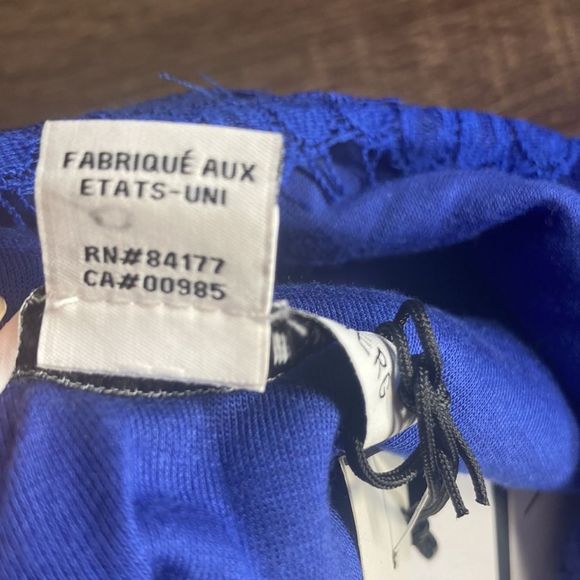 FABRIQUÉ AUX
ETATS-UNI
RN#84177
CA#00985